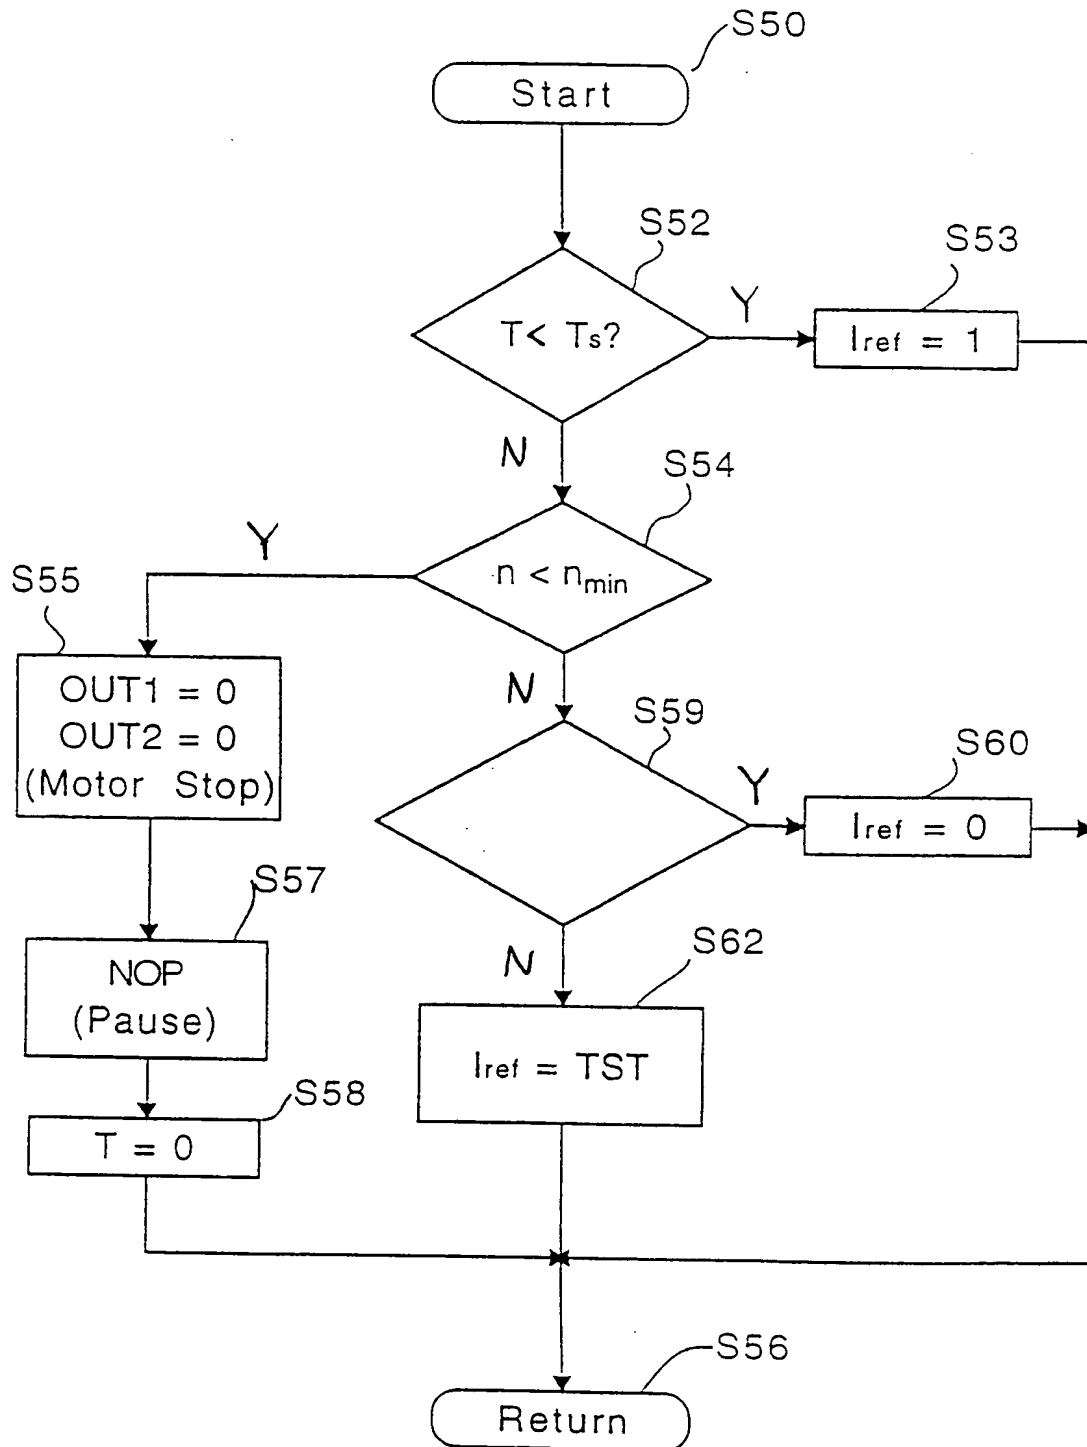 S50
Start
S52
T < Ts?
Y
S53
Iref = 1
N
S54
n < nmin
Y
S55
OUT1 = 0
OUT2 = 0
(Motor Stop)
N
S59
Y
S60
Iref = 0
S57
NOP
(Pause)
N
S62
Iref = TST
S58
T = 0
S56
Return